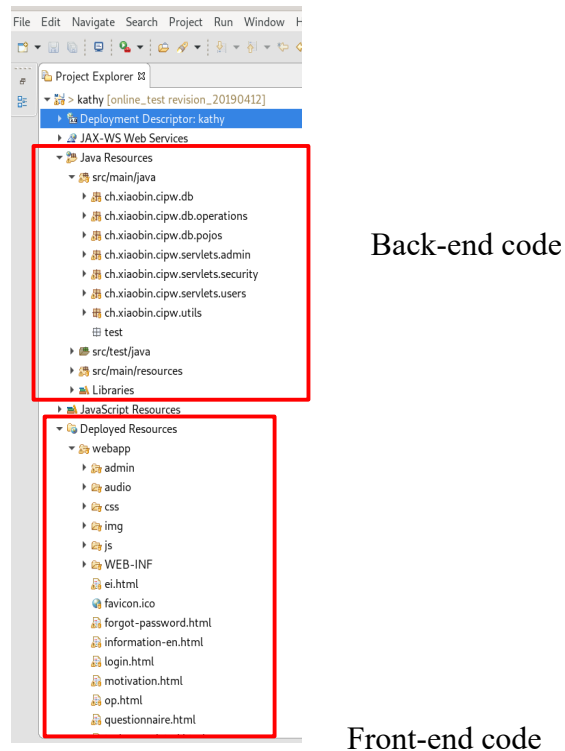 File Edit Navigate Search Project Run Window
Project Explorer
> kathy [online_test revision_20190412]
Deployment Descriptor: kathy
JAX-WS Web Services
Java Resources
src/main/java
ch.xiaobin.cipw.db
ch.xiaobin.cipw.db.operations
ch.xiaobin.cipw.db.pojos
ch.xiaobin.cipw.servlets.admin
ch.xiaobin.cipw.servlets.security
ch.xiaobin.cipw.servlets.users
ch.xiaobin.cipw.utils
test
src/test/java
src/main/resources
Libraries
Back-end code
JavaScript Resources
Deployed Resources
webapp
admin
audio
css
img
js
WEB-INF
ei.html
favicon.ico
forgot-password.html
information-en.html
login.html
motivation.html
op.html
questionnaire.html
Front-end code